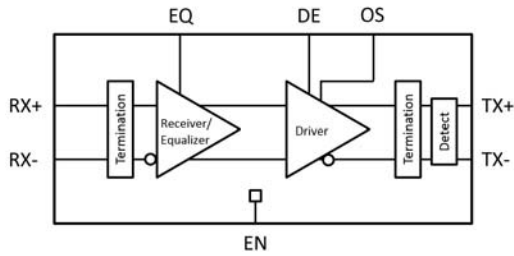 EQ DE OS
RX+ TX+
Termination
Receiver/
Equalizer
Driver
Termination
Detect
RX- TX-
EN